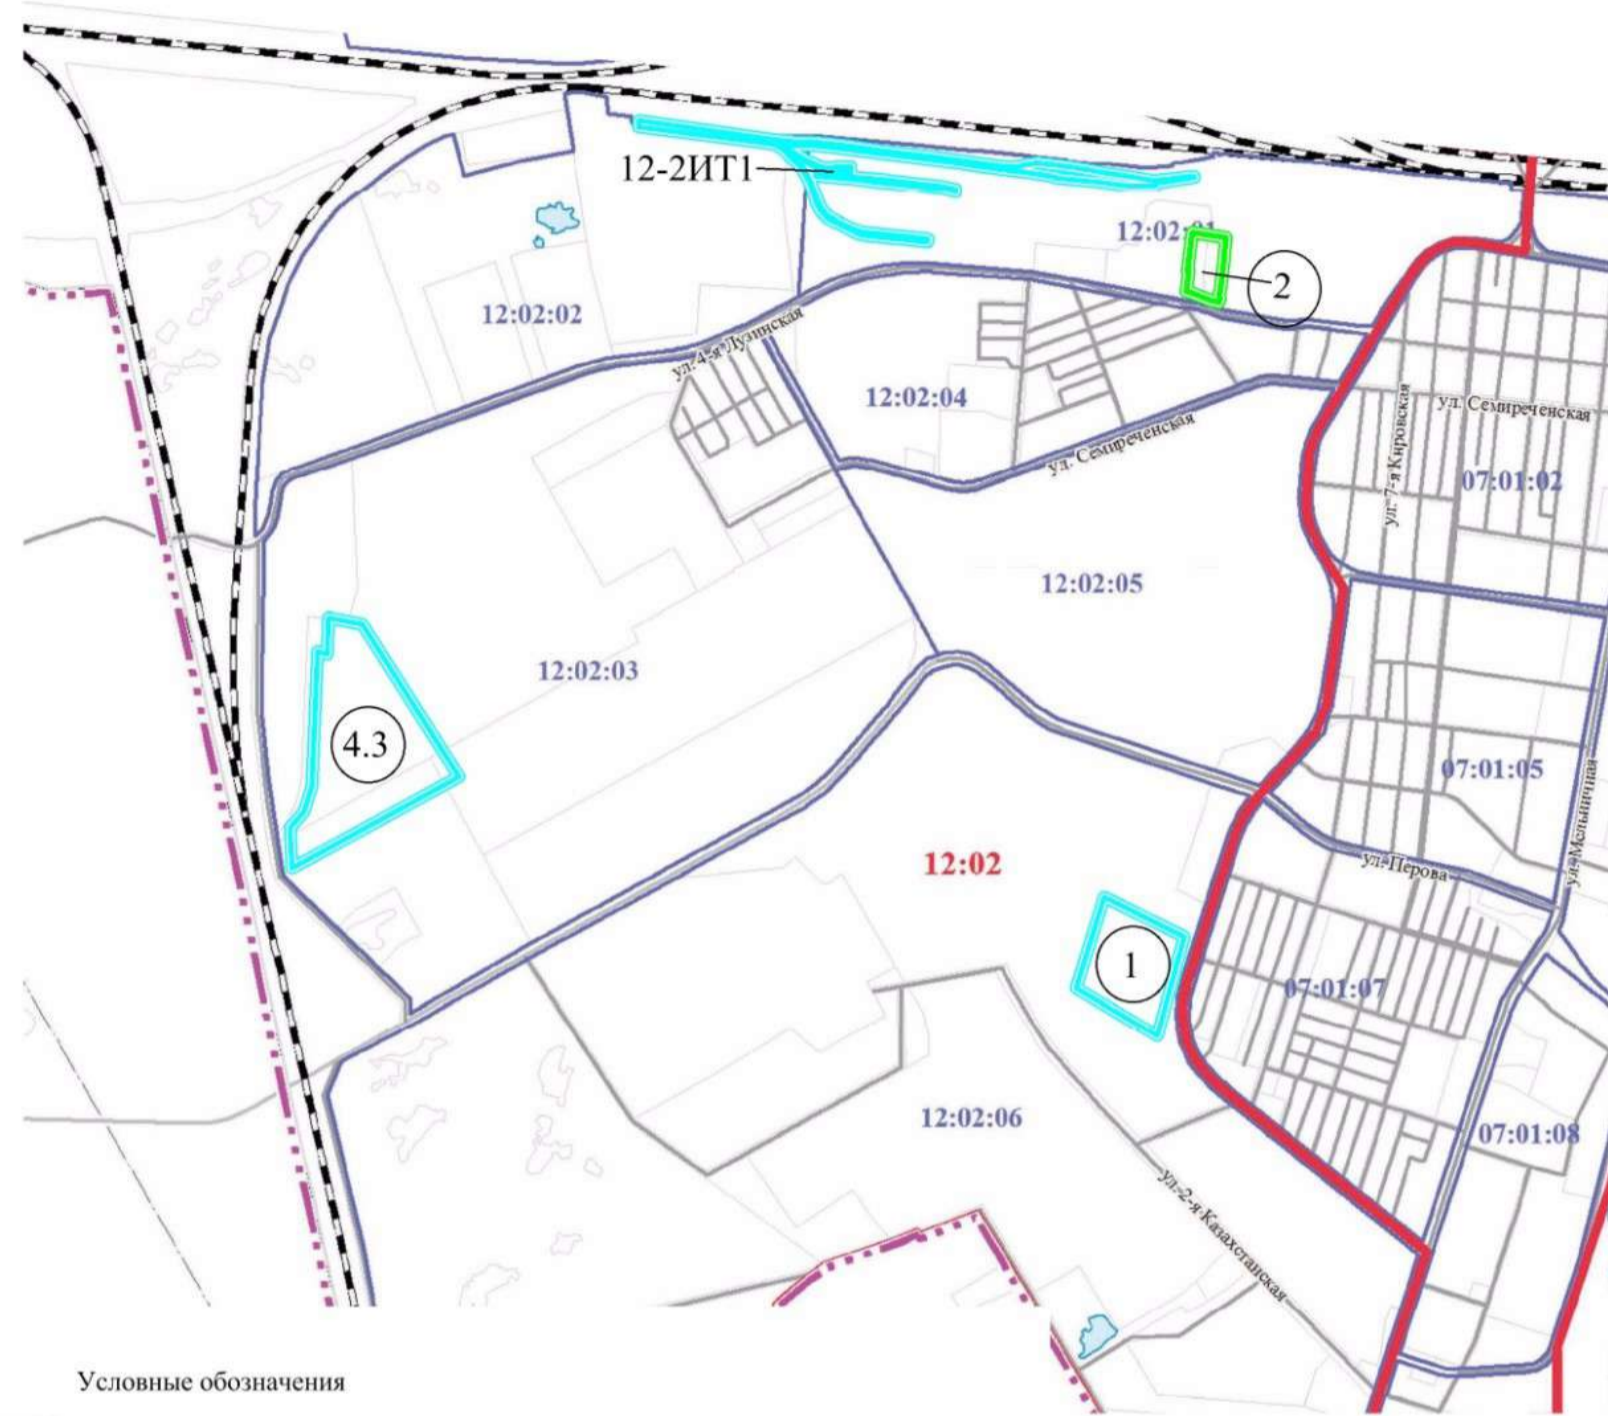 12-2ИТ1
12:02:01
2
12:02:02
ул. 4-я Лузинская
12:02:04
ул. Семиреченская
ул. 7-я Кировская
ул. Семиреченская
07:01:02
12:02:05
12:02:03
4.3
07:01:05
ул. Мельничная
12:02
ул. Перова
1
07:01:07
12:02:06
07:01:08
ул. 2-я Казахстанская
Условные обозначения